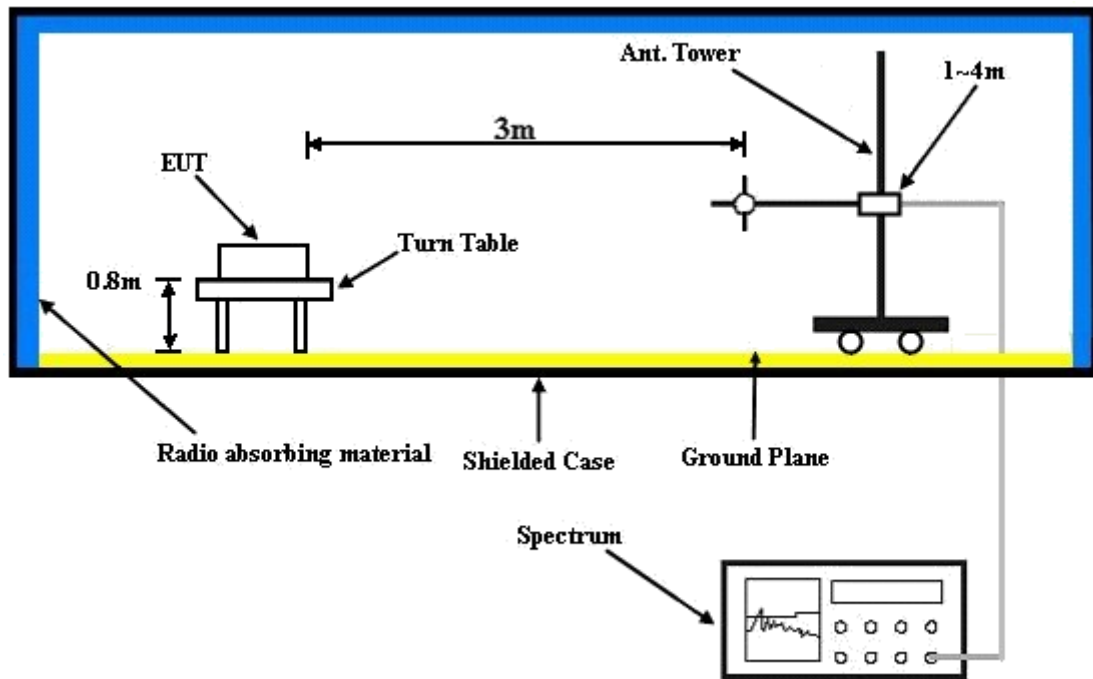 Ant. Tower
1~4m
3m
EUT
Turn Table
0.8m
Radio absorbing material
Shielded Case
Ground Plane
Spectrum